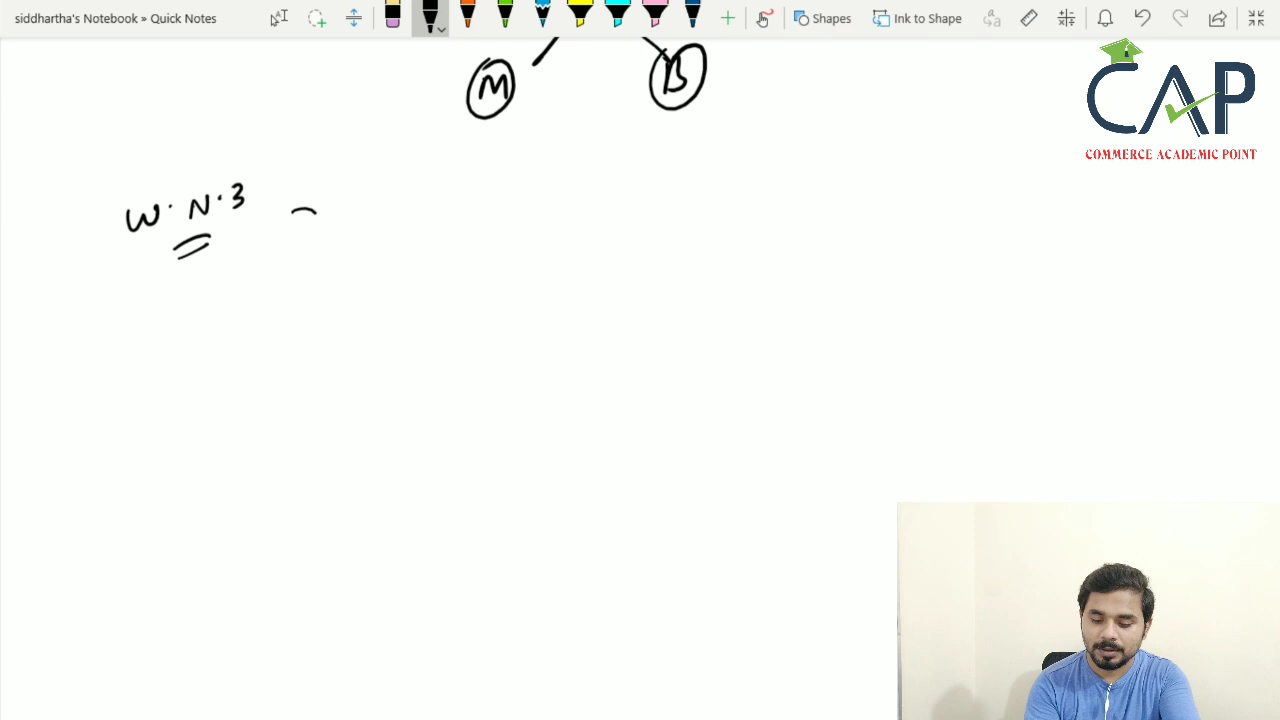 siddhartha's Notebook » Quick Notes
Shapes
Ink to Shape
M
B
CAP
COMMERCE ACADEMIC POINT
W. N. 3